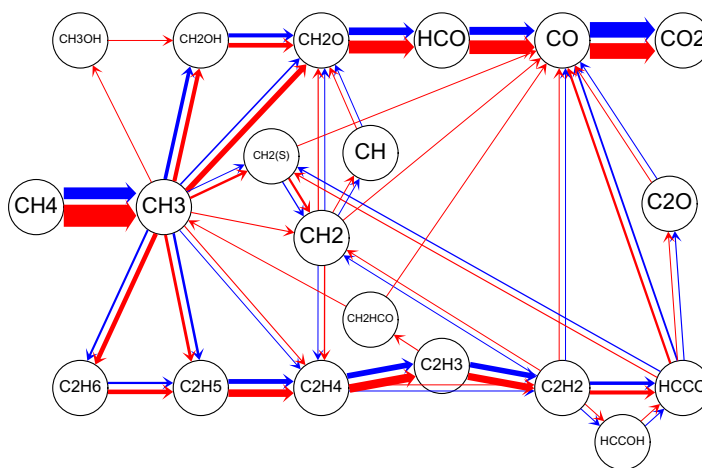 CH3OH
CH2OH
CH2O
HCO
CO
CO2
CH2(S)
CH
CH4
CH3
C2O
CH2
CH2HCO
C2H3
C2H6
C2H5
C2H4
C2H2
HCCO
HCCOH